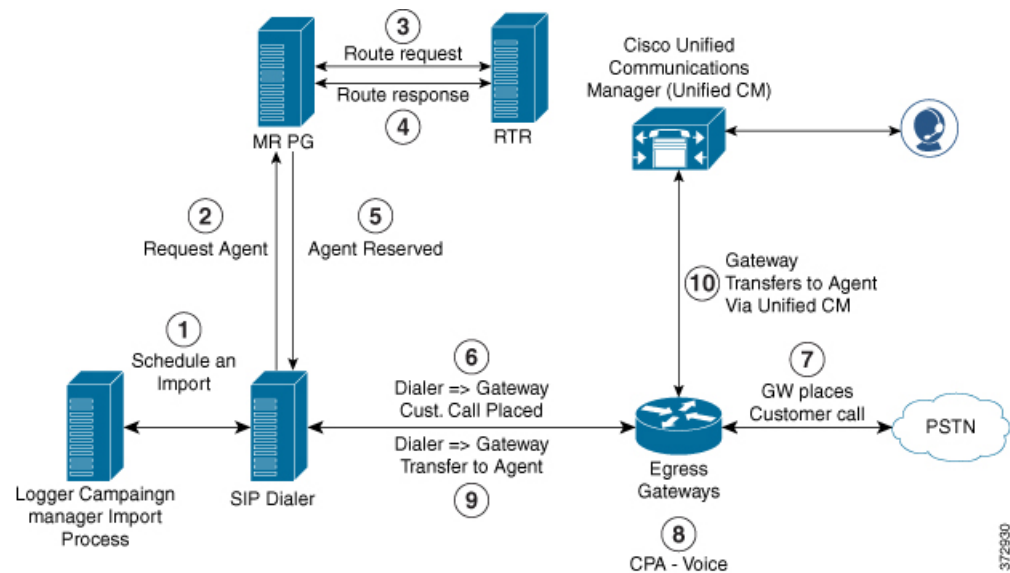 3
Route request
Route response
4
MR PG
RTR
Cisco Unified
Communications
Manager (Unified CM)
2
Request Agent
5
Agent Reserved
10
Gateway
Transfers to Agent
Via Unified CM
1
Schedule an
Import
6
Dialer => Gateway
Cust. Call Placed
Dialer => Gateway
Transfer to Agent
9
7
GW places
Customer call
PSTN
Logger Campaingn
manager Import
Process
SIP Dialer
Egress
Gateways
8
CPA - Voice
372930